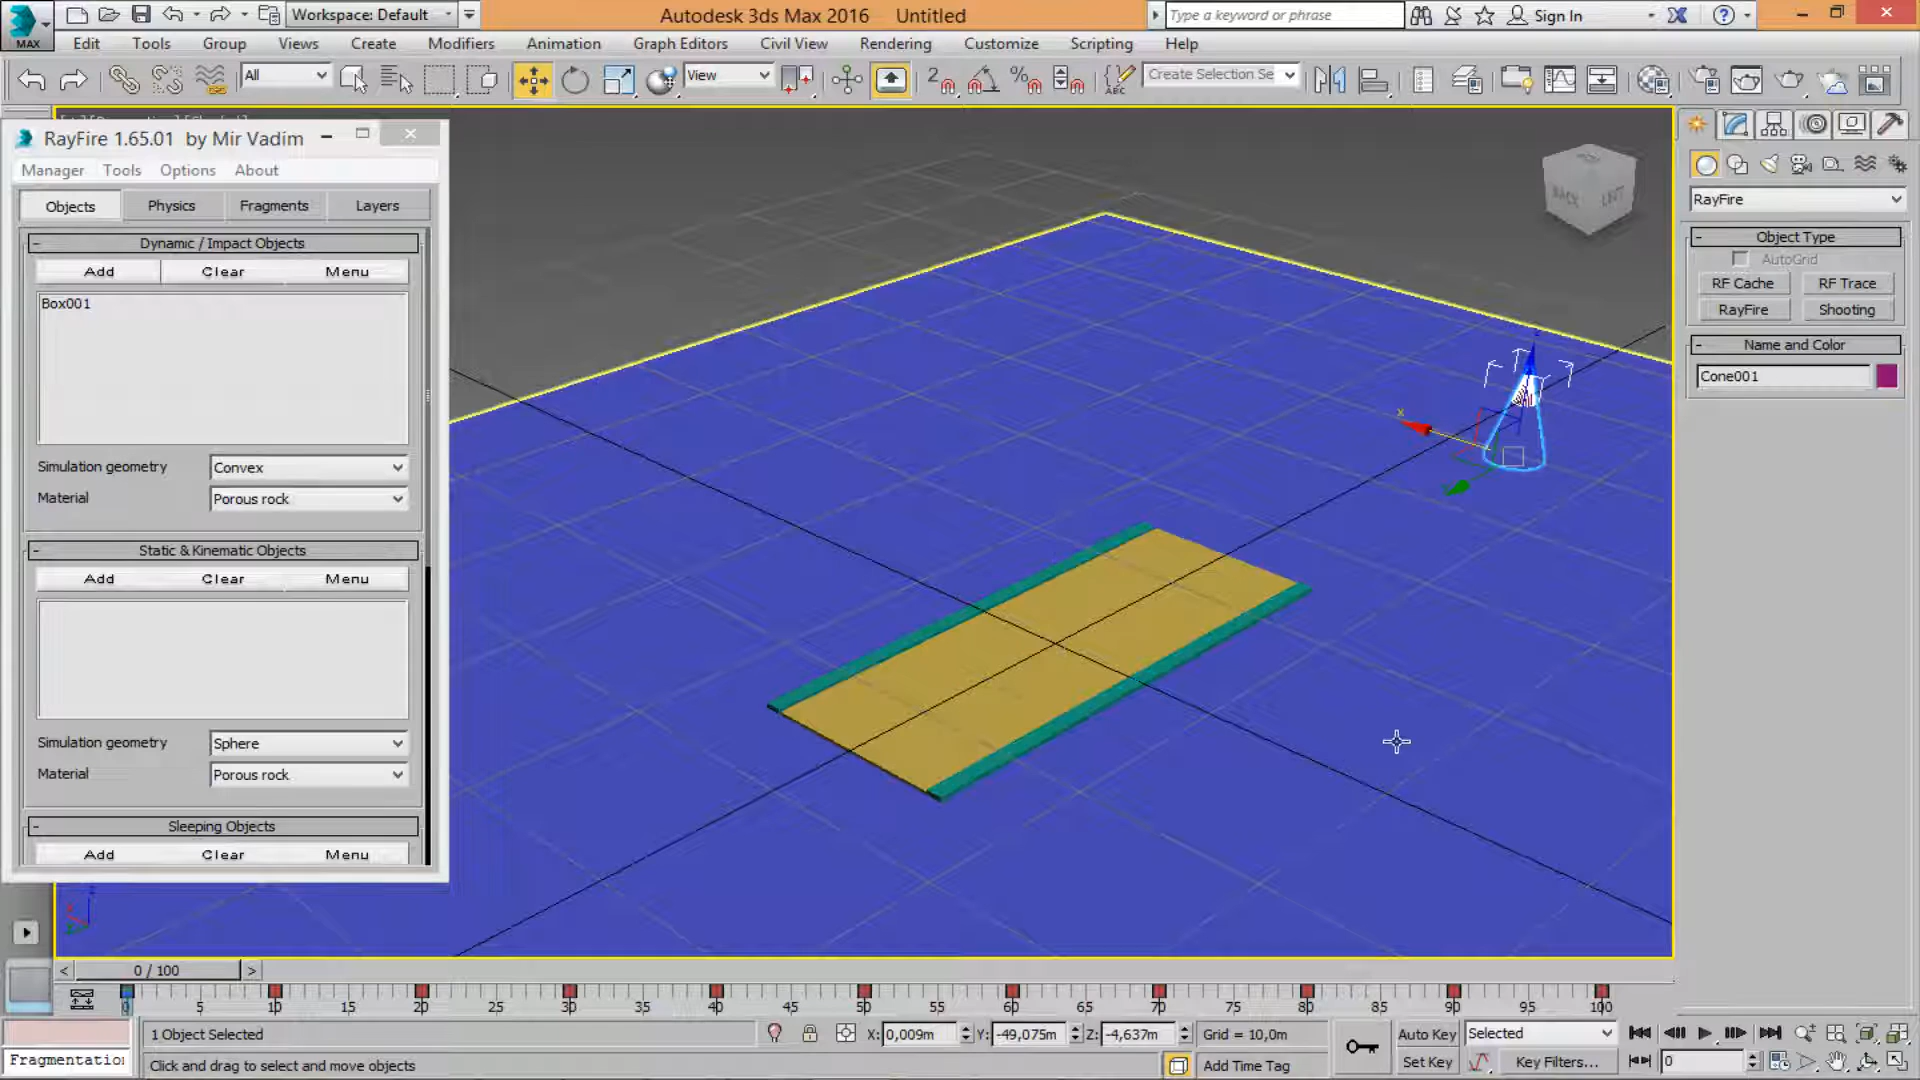 Workspace: Default
Autodesk 3ds Max 2016 Untitled
Type a keyword or phrase
Sign In
MAX
Edit Tools Group Views Create Modifiers Animation Graph Editors Civil View Rendering Customize Scripting Help
All
View
Create Selection Se
RayFire 1.65.01 by Mir Vadim
Manager Tools Options About
Objects Physics Fragments Layers
Dynamic / Impact Objects
Add Clear Menu
Box001
Simulation geometry Convex
Material Porous rock
Static & Kinematic Objects
Add Clear Menu
Simulation geometry Sphere
Material Porous rock
Sleeping Objects
Add Clear Menu
BACK LEFT
x
RayFire
Object Type
AutoGrid
RF Cache RF Trace
RayFire Shooting
Name and Color
Cone001
< 0 / 100 >
0 5 10 15 20 25 30 35 40 45 50 55 60 65 70 75 80 85 90 95 100
1 Object Selected
X: 0,009m Y: -49,075m Z: -4,637m Grid = 10,0m
Auto Key Selected
Fragmentation
Click and drag to select and move objects
Add Time Tag
Set Key Key Filters... 0